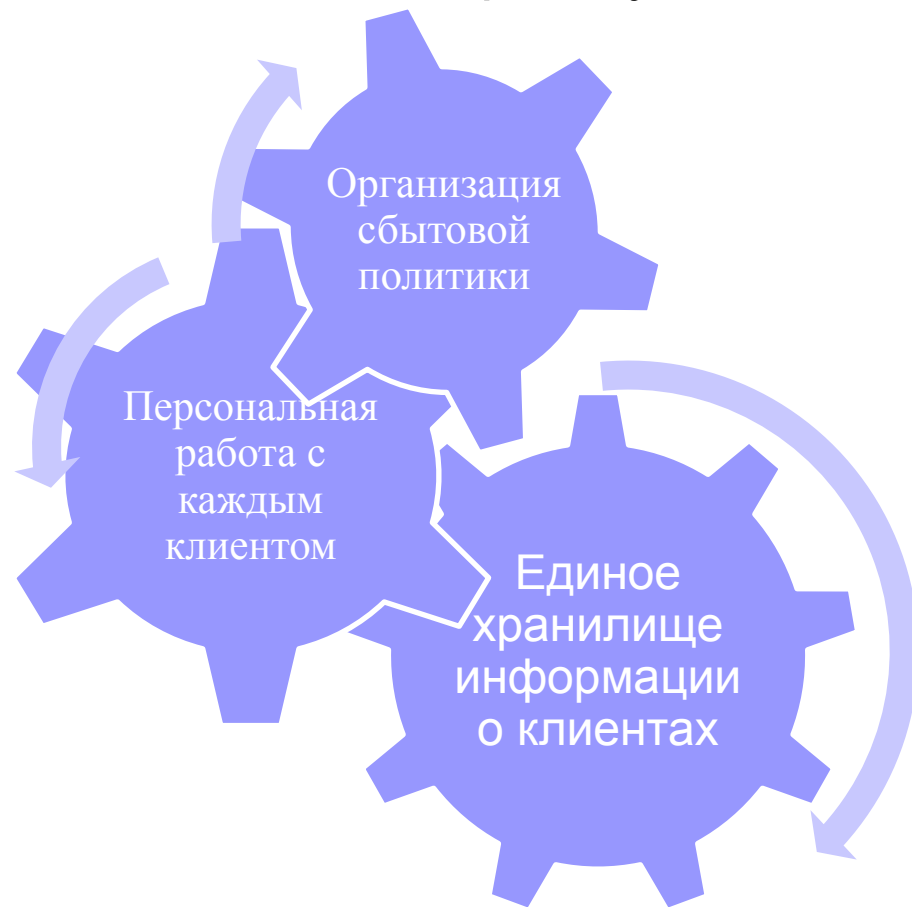 Организация
сбытовой
политики
Персональная
работа с
каждым
клиентом
Единое
хранилище
информации
о клиентах